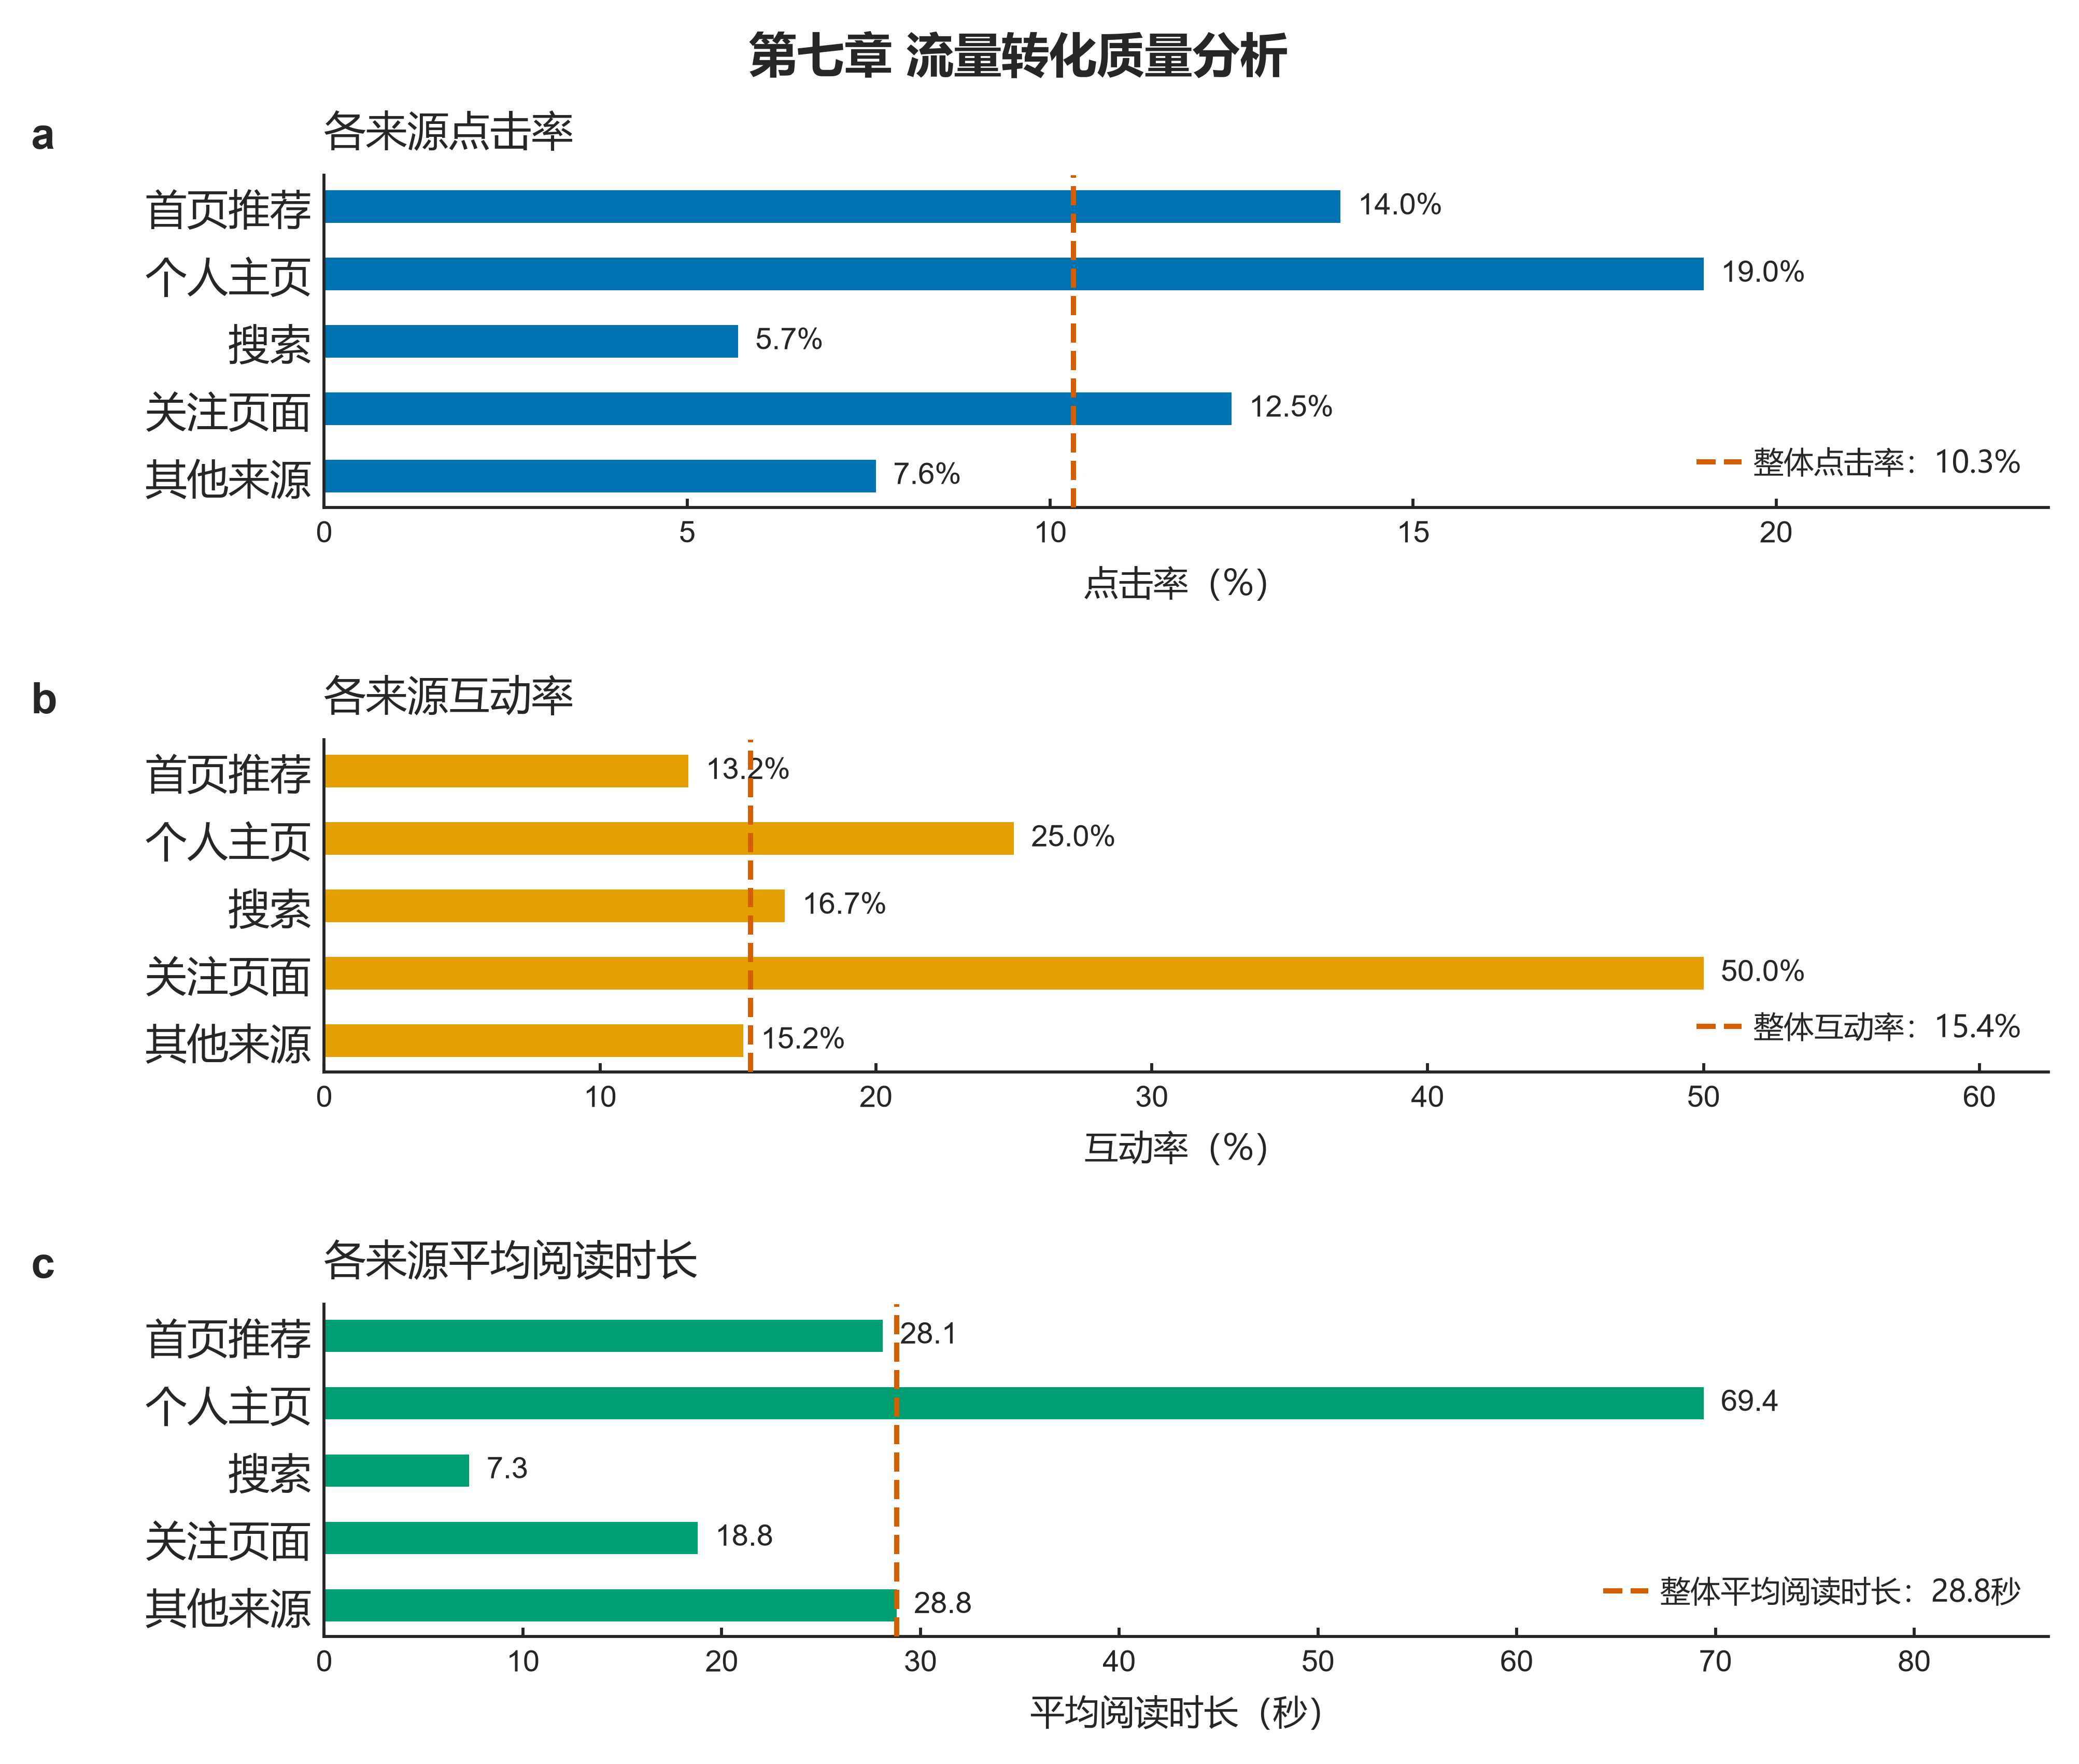 第七章 流量转化质量分析
a
各来源点击率
首页推荐
14.0%
个人主页
19.0%
搜索
5.7%
关注页面
12.5%
其他来源
7.6%
整体点击率：10.3%
0 5 10 15 20
点击率（%）
b
各来源互动率
首页推荐
13.2%
个人主页
25.0%
搜索
16.7%
关注页面
50.0%
其他来源
15.2%
整体互动率：15.4%
0 10 20 30 40 50 60
互动率（%）
c
各来源平均阅读时长
首页推荐
28.1
个人主页
69.4
搜索
7.3
关注页面
18.8
其他来源
28.8
整体平均阅读时长：28.8秒
0 10 20 30 40 50 60 70 80
平均阅读时长（秒）